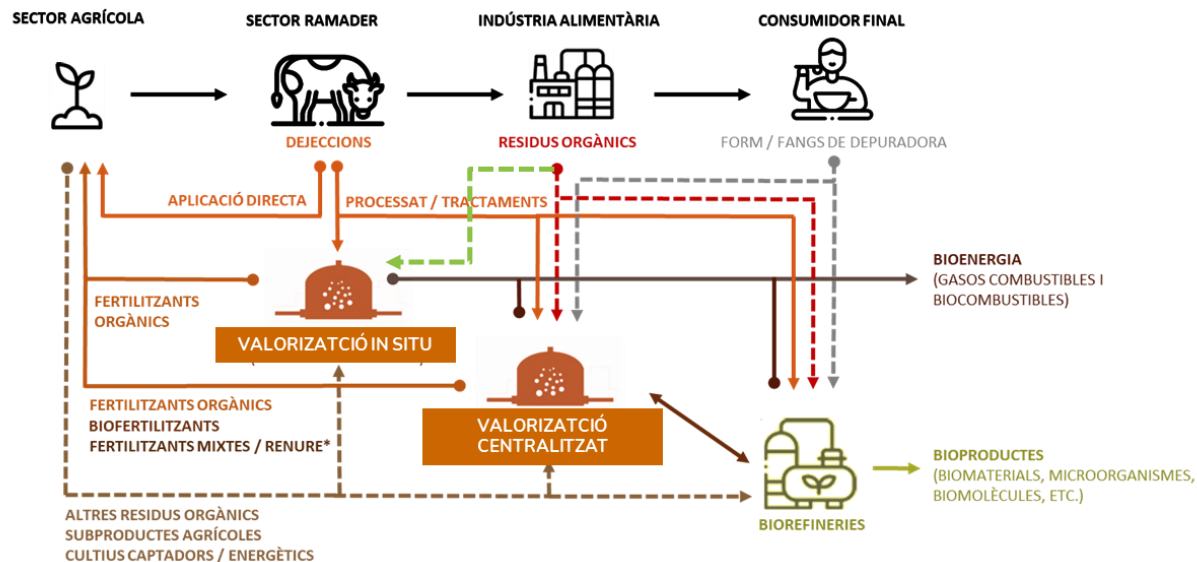 SECTOR AGRÍCOLA
SECTOR RAMADER
INDÚSTRIA ALIMENTÀRIA
CONSUMIDOR FINAL
DEJECCIONS
RESIDUS ORGÀNICS
FORM / FANGS DE DEPURADORA
APLICACIÓ DIRECTA
PROCESSAT / TRACTAMENTS
BIOENERGIA
(GASOS COMBUSTIBLES I
BIOCOMBUSTIBLES)
FERTILITZANTS
ORGÀNICS
VALORIZATCIÓ IN SITU
FERTILITZANTS ORGÀNICS
BIOFERTILITZANTS
FERTILITZANTS MIXTES / RENURE*
VALORIZATCIÓ
CENTRALITZAT
BIOPRODUCTES
(BIOMATERIALS, MICROORGANISMES,
BIOMOLÈCULES, ETC.)
BIOREFINERIES
ALTRES RESIDUS ORGÀNICS
SUBPRODUCTES AGRÍCOLES
CULTIUS CAPTADORS / ENERGÈTICS